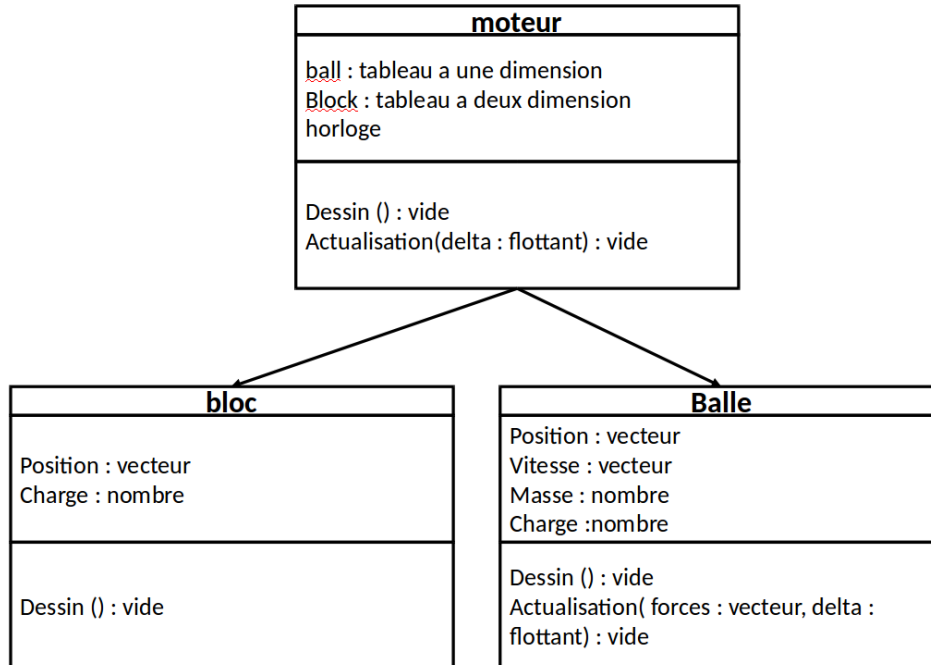 moteur
ball : tableau a une dimension
Block : tableau a deux dimension
horloge
Dessin () : vide
Actualisation(delta : flottant) : vide
bloc
Position : vecteur
Charge : nombre
Dessin () : vide
Balle
Position : vecteur
Vitesse : vecteur
Masse : nombre
Charge :nombre
Dessin () : vide
Actualisation( forces : vecteur, delta :
flottant) : vide